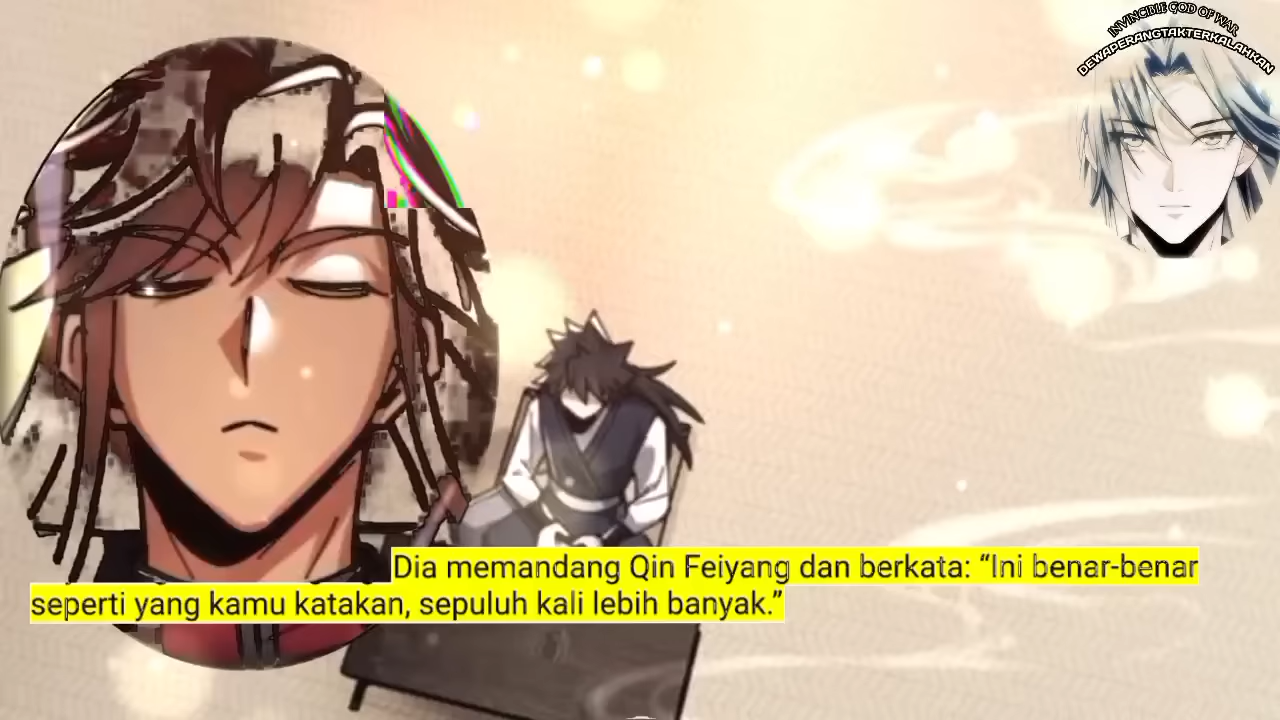 INVINCIBLE GOD OF WAR
DEWAPERANGTAKTERKALAHKAN
Dia memandang Qin Feiyang dan berkata: “Ini benar-benar
seperti yang kamu katakan, sepuluh kali lebih banyak.”